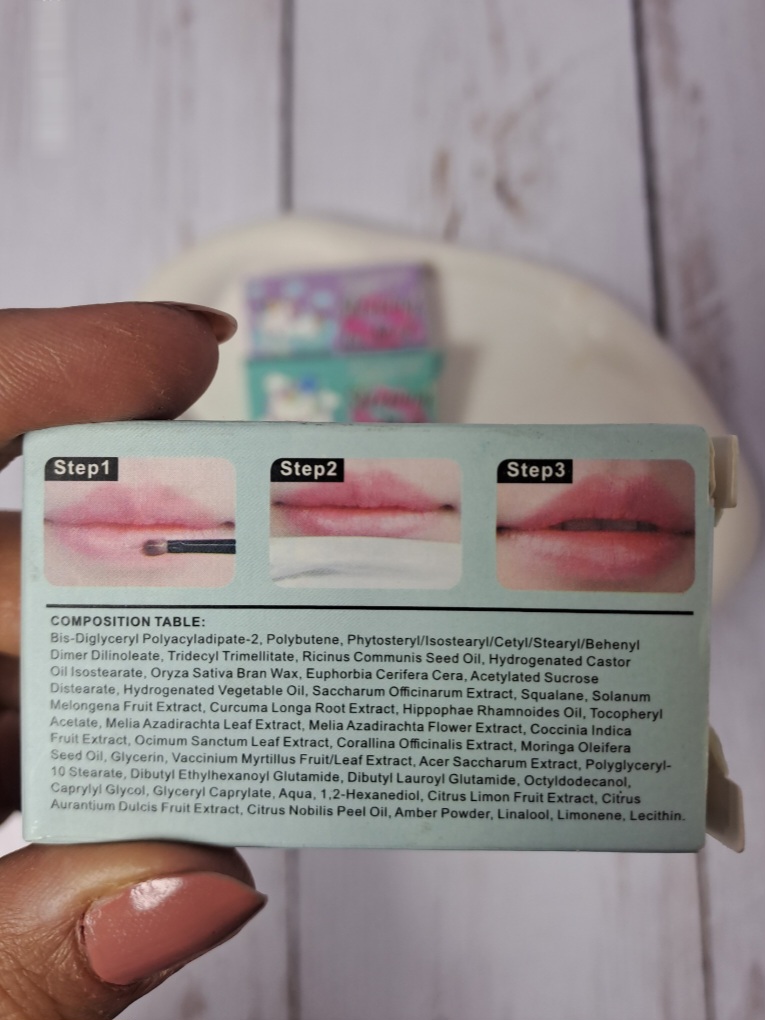 Step1
Step2
Step3
COMPOSITION TABLE:
Bis-Diglyceryl Polyacyladipate-2, Polybutene, Phytosteryl/Isostearyl/Cetyl/Stearyl/Behenyl
Dimer Dilinoleate, Tridecyl Trimellitate, Ricinus Communis Seed Oil, Hydrogenated Castor
Oil Isostearate, Oryza Sativa Bran Wax, Euphorbia Cerifera Cera, Acetylated Sucrose
Distearate, Hydrogenated Vegetable Oil, Saccharum Officinarum Extract, Squalane, Solanum
Melongena Fruit Extract, Curcuma Longa Root Extract, Hippophae Rhamnoides Oil, Tocopheryl
Acetate, Melia Azadirachta Leaf Extract, Melia Azadirachta Flower Extract, Coccinia Indica
Fruit Extract, Ocimum Sanctum Leaf Extract, Corallina Officinalis Extract, Moringa Oleifera
Seed Oil, Glycerin, Vaccinium Myrtillus Fruit/Leaf Extract, Acer Saccharum Extract, Polyglyceryl-
10 Stearate, Dibutyl Ethylhexanoyl Glutamide, Dibutyl Lauroyl Glutamide, Octyldodecanol,
Caprylyl Glycol, Glyceryl Caprylate, Aqua, 1,2-Hexanediol, Citrus Limon Fruit Extract, Citrus
Aurantium Dulcis Fruit Extract, Citrus Nobilis Peel Oil, Amber Powder, Linalool, Limonene, Lecithin.